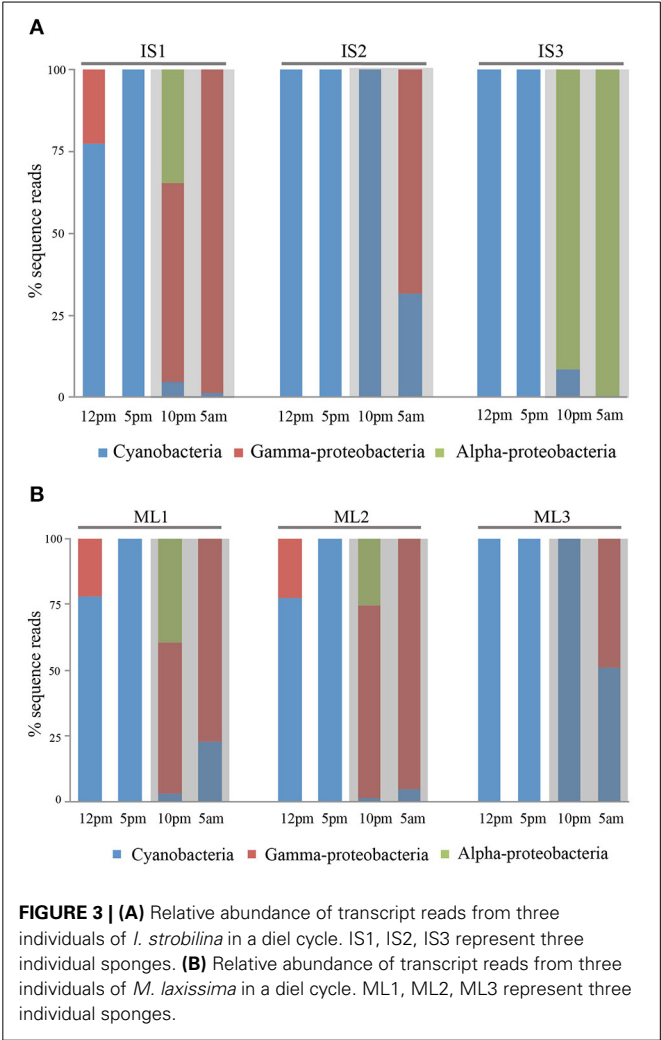 A
IS1 IS2 IS3
100
75
50
25
0
% sequence reads
12pm 5pm 10pm 5am 12pm 5pm 10pm 5am 12pm 5pm 10pm 5am
Cyanobacteria Gamma-proteobacteria Alpha-proteobacteria
B
ML1 ML2 ML3
100
75
50
25
0
% sequence reads
12pm 5pm 10pm 5am 12pm 5pm 10pm 5am 12pm 5pm 10pm 5am
Cyanobacteria Gamma-proteobacteria Alpha-proteobacteria
FIGURE 3 | (A) Relative abundance of transcript reads from three
individuals of I. strobilina in a diel cycle. IS1, IS2, IS3 represent three
individual sponges. (B) Relative abundance of transcript reads from three
individuals of M. laxissima in a diel cycle. ML1, ML2, ML3 represent three
individual sponges.